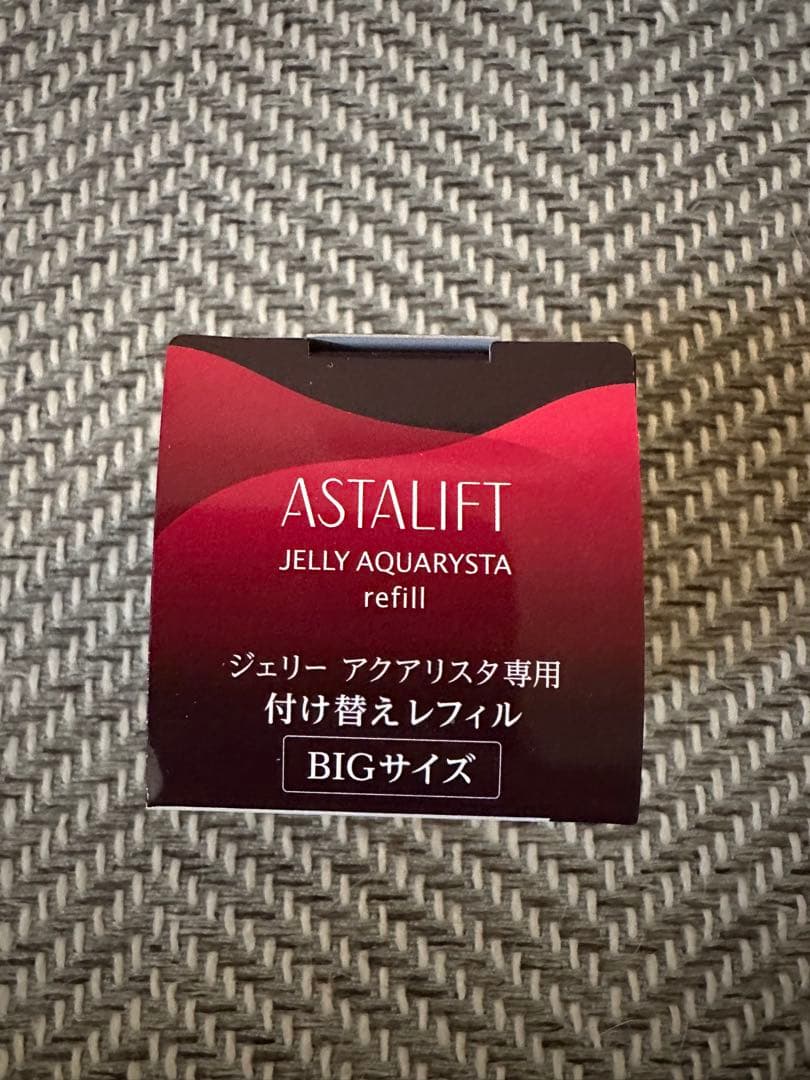 ASTALIFT
JELLY AQUARYSTA
refill
ジェリー アクアリスタ専用
付け替えレフィル
BIGサイズ